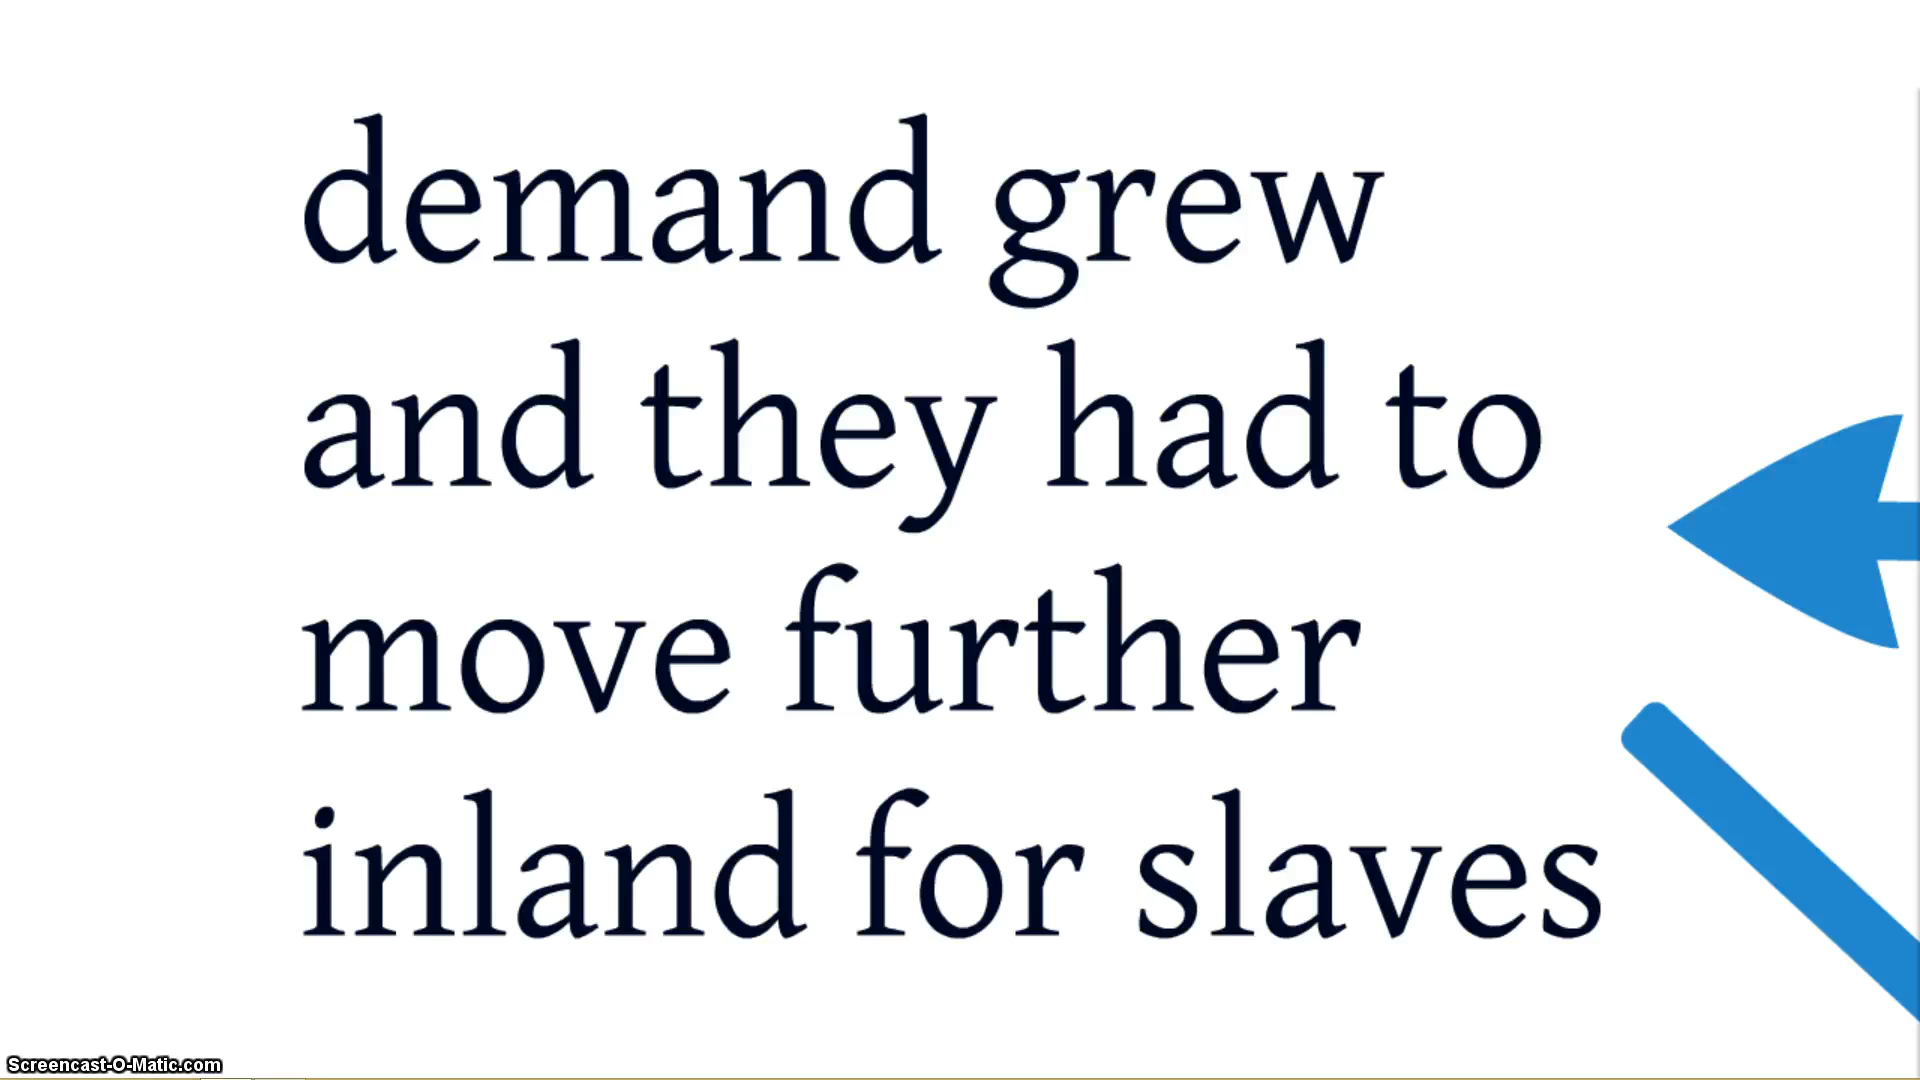 demand grew
and they had to
move further
inland for slaves
Screencast-O-Matic.com